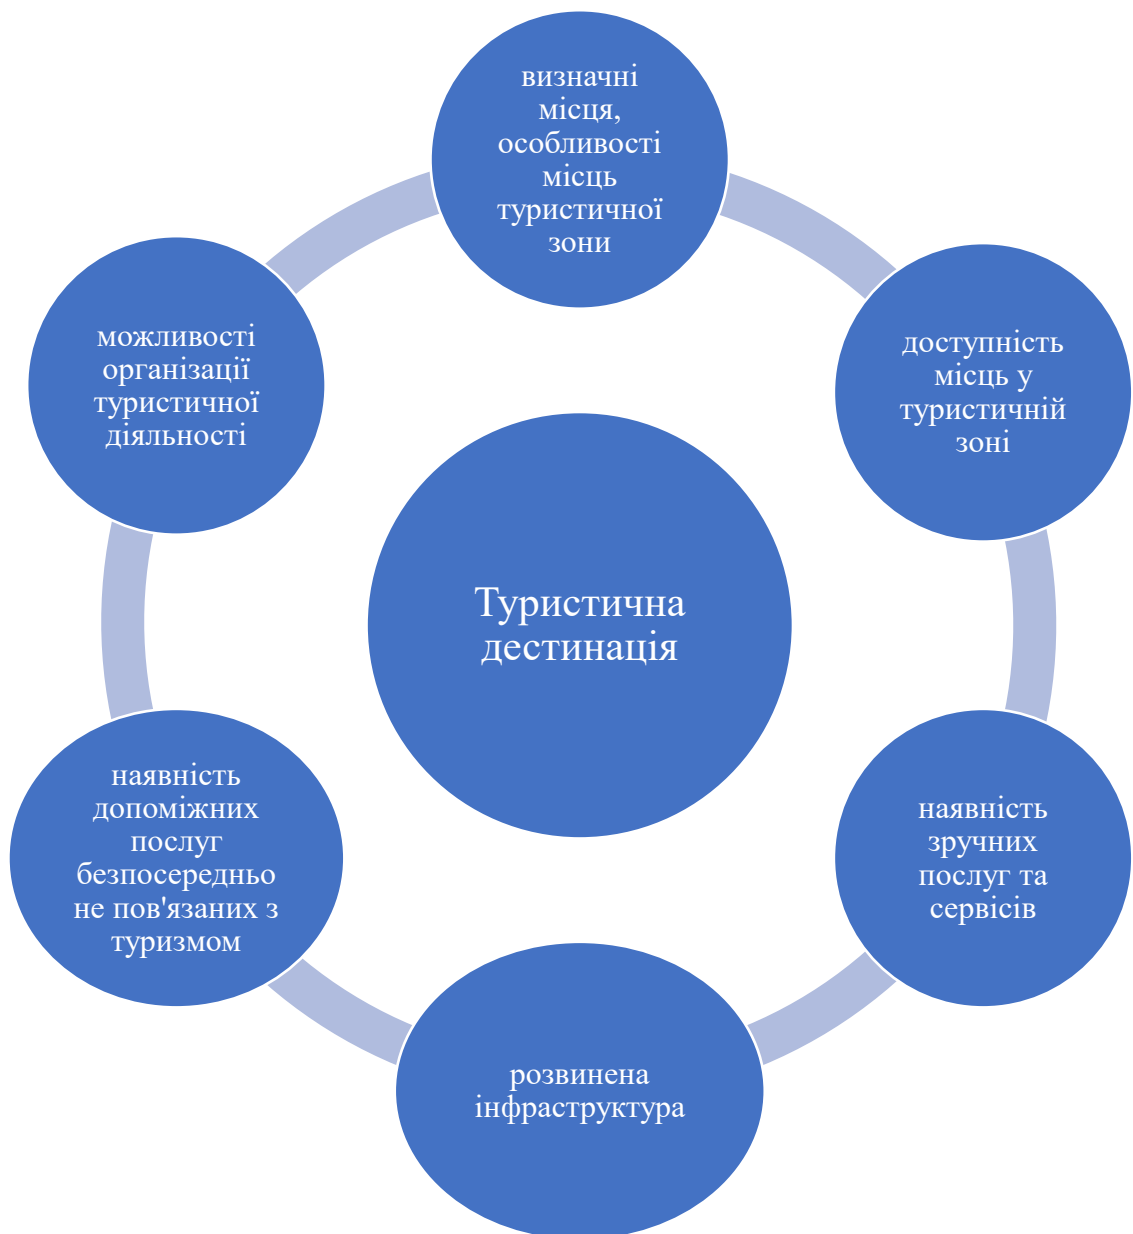 визначні
місця,
особливості
місць
туристичної
зони
доступність
місць у
туристичній
зоні
наявність
зручних
послуг та
сервісів
розвинена
інфраструктура
наявність
допоміжних
послуг
безпосередньо
не пов'язаних з
туризмом
можливості
організації
туристичної
діяльності
Туристична
дестинація